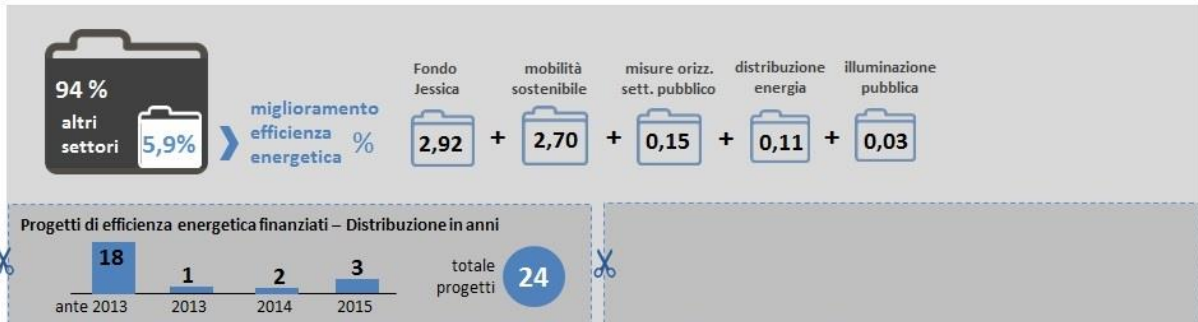 94 %
altri
settori
5,9%
miglioramento
efficienza
energetica
%
Fondo
Jessica
2,92
+
mobilità
sostenibile
2,70
+
misure orizz.
sett. pubblico
0,15
+
distribuzione
energia
0,11
+
illuminazione
pubblica
0,03
Progetti di efficienza energetica finanziati – Distribuzione in anni
18
1
2
3
ante 2013
2013
2014
2015
totale
progetti
24